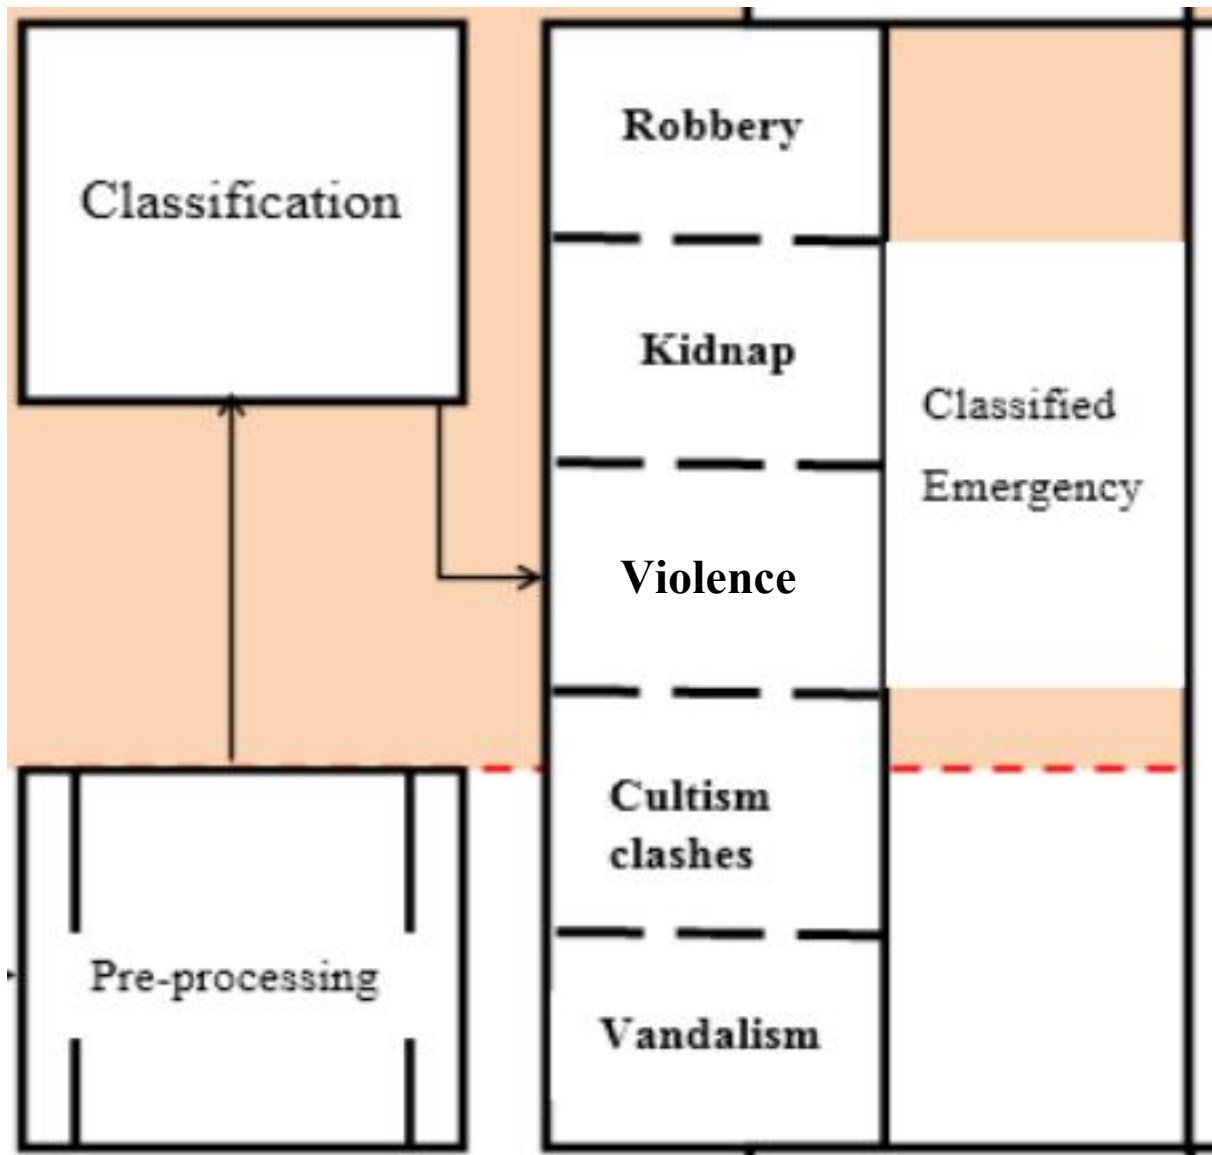 Classification
Robbery
Kidnap
Violence
Cultism
clashes
Vandalism
Classified
Emergency
Pre-processing